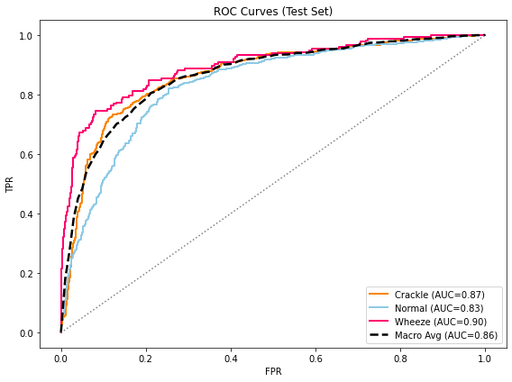 ROC Curves (Test Set)
1.0
0.8
0.6
0.4
0.2
0.0
TPR
0.0 0.2 0.4 0.6 0.8 1.0
FPR
Crackle (AUC=0.87)
Normal (AUC=0.83)
Wheeze (AUC=0.90)
Macro Avg (AUC=0.86)